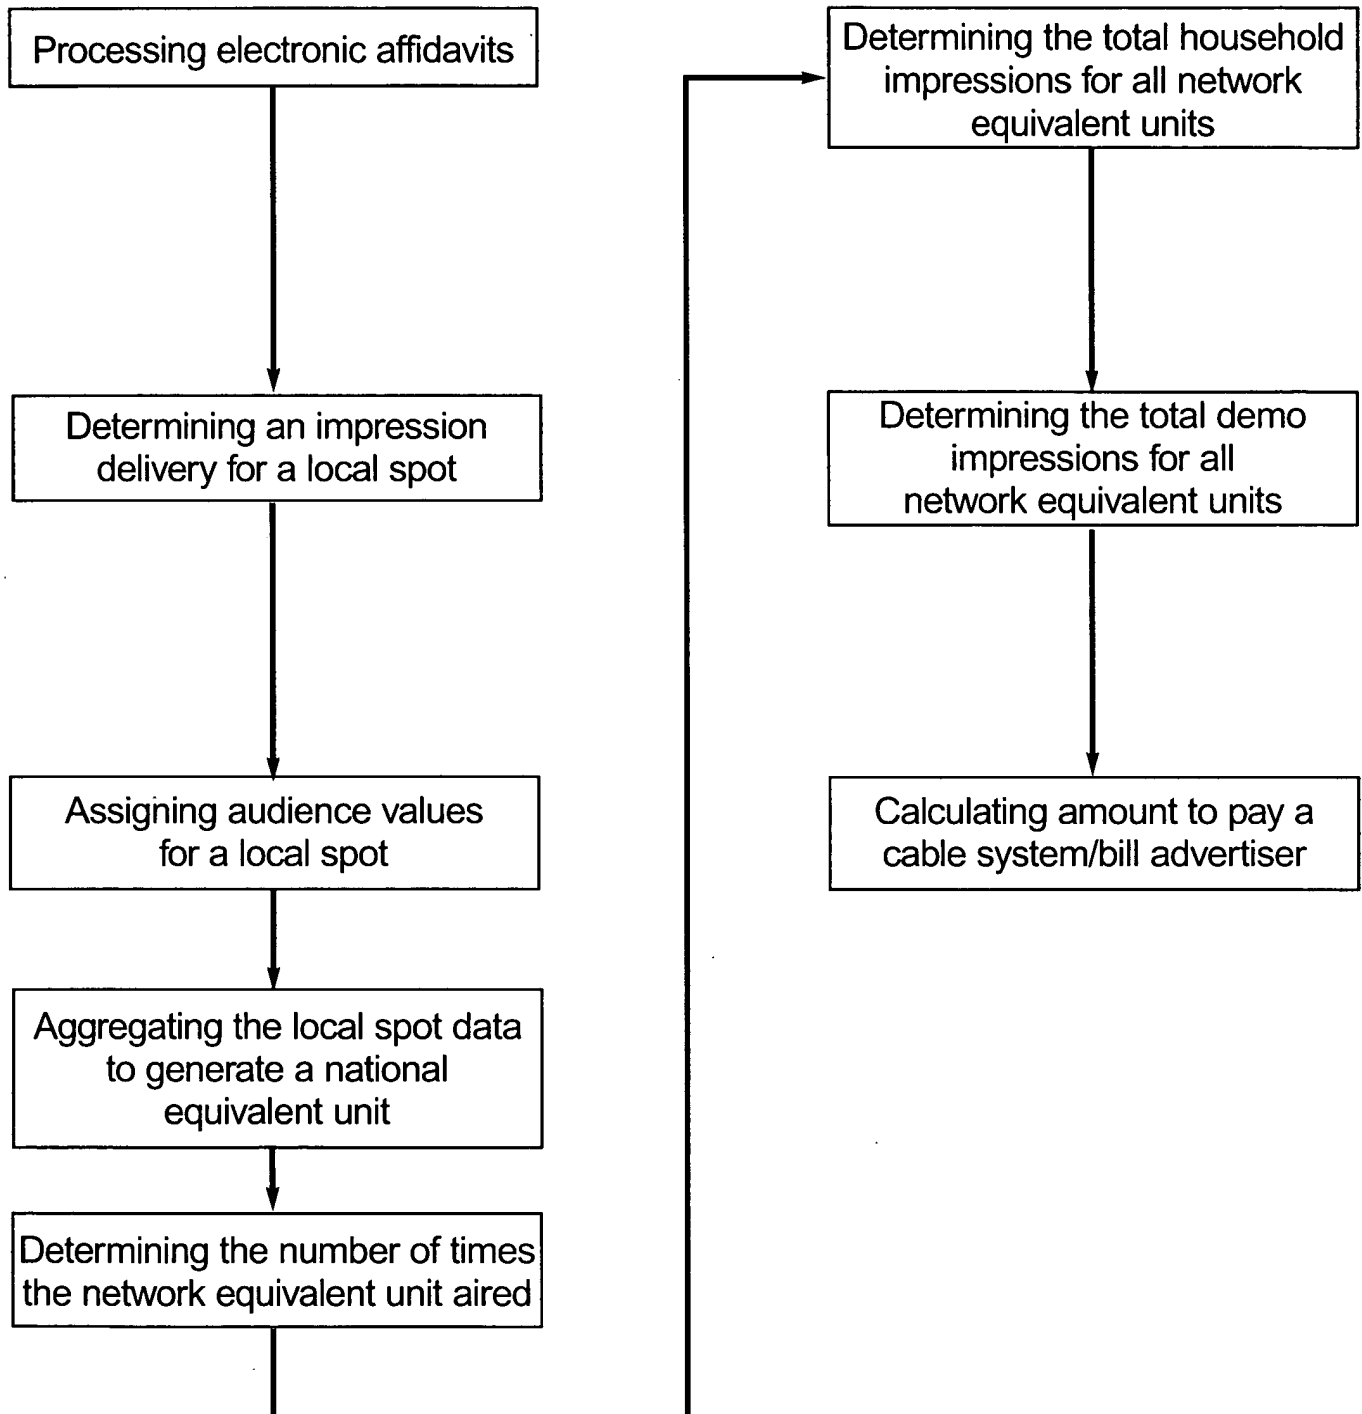 Processing electronic affidavits
Determining an impression
delivery for a local spot
Assigning audience values
for a local spot
Aggregating the local spot data
to generate a national
equivalent unit
Determining the number of times
the network equivalent unit aired
Determining the total household
impressions for all network
equivalent units
Determining the total demo
impressions for all
network equivalent units
Calculating amount to pay a
cable system/bill advertiser